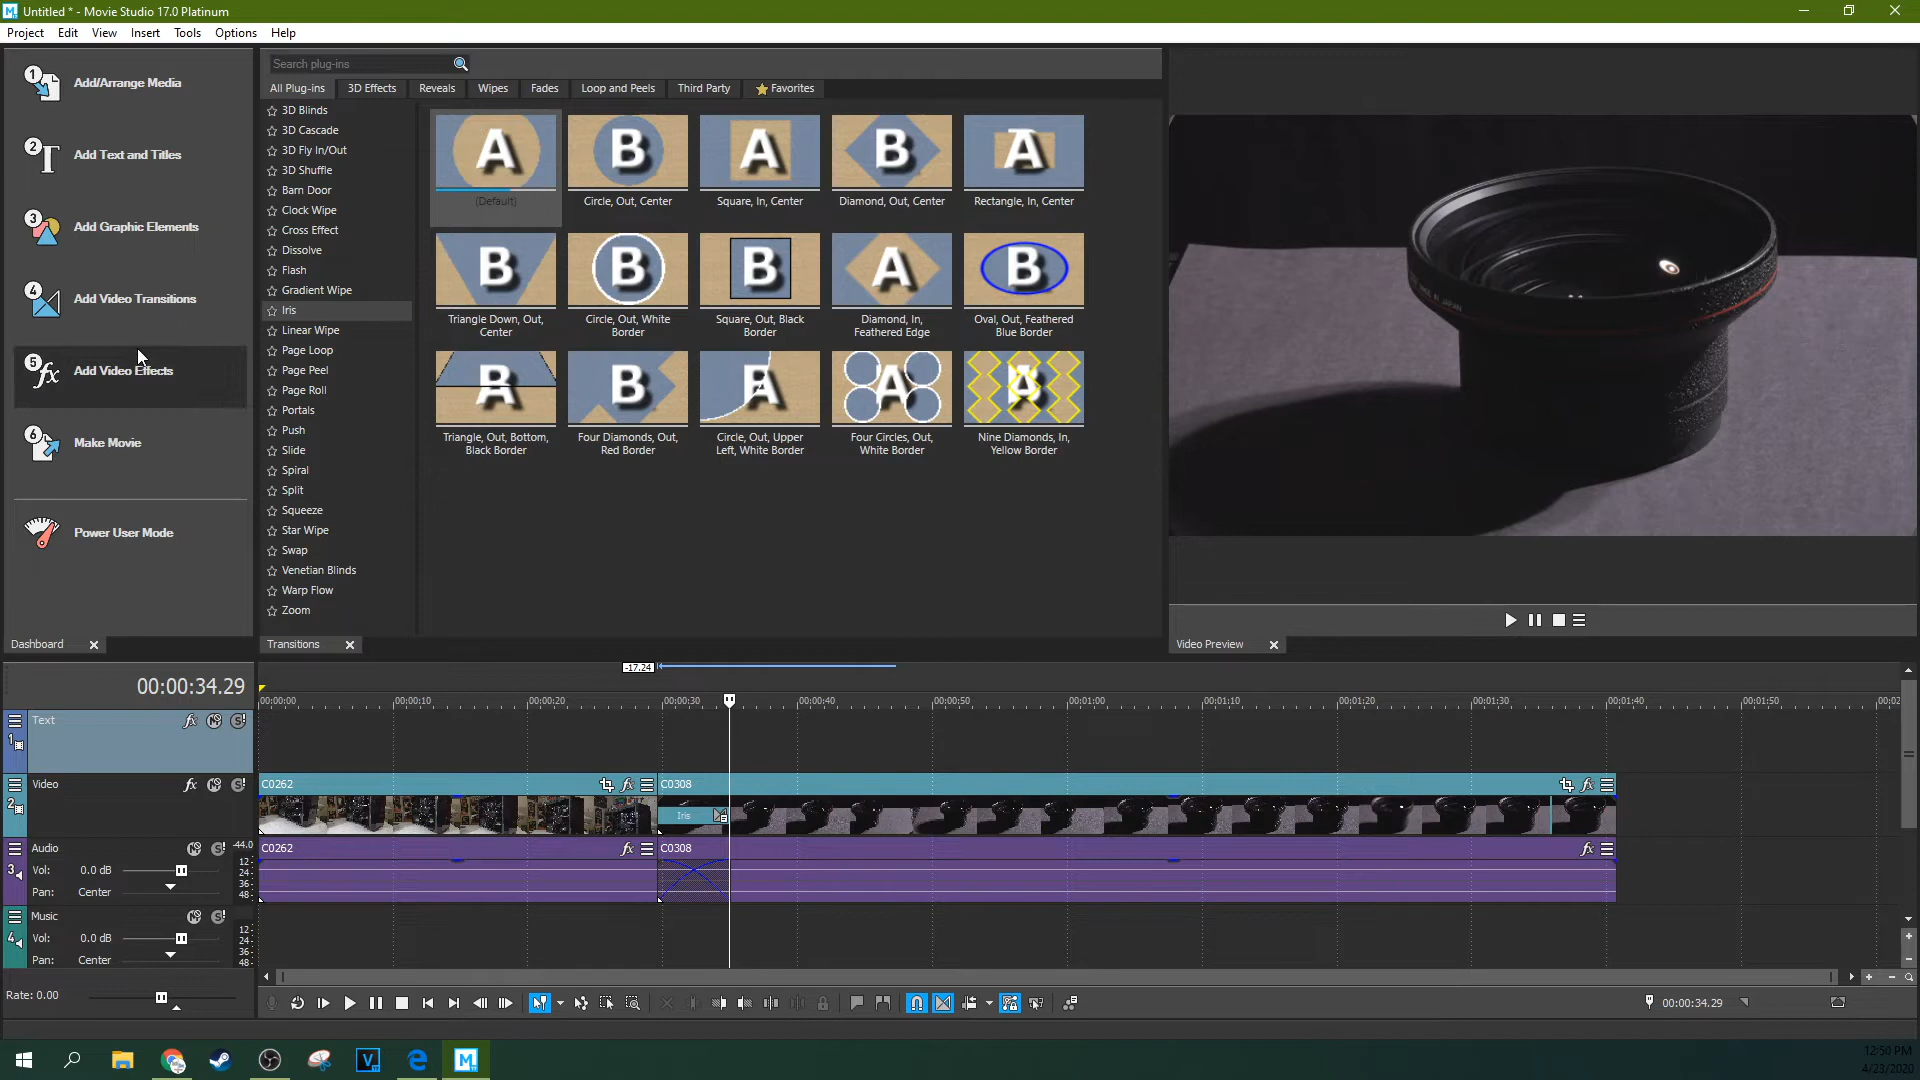 Untitled * - Movie Studio 17.0 Platinum
Project Edit View Insert Tools Options Help
1 Add/Arrange Media
2 Add Text and Titles
3 Add Graphic Elements
4 Add Video Transitions
5 fx Add Video Effects
6 Make Movie
Power User Mode
Dashboard
Search plug-ins
All Plug-ins 3D Effects Reveals Wipes Fades Loop and Peels Third Party Favorites
3D Blinds
3D Cascade
3D Fly In/Out
3D Shuffle
Barn Door
Clock Wipe
Cross Effect
Dissolve
Flash
Gradient Wipe
Iris
Linear Wipe
Page Loop
Page Peel
Page Roll
Portals
Push
Slide
Spiral
Split
Squeeze
Star Wipe
Swap
Venetian Blinds
Warp Flow
Zoom
A B A B A
(Default) Circle, Out, Center Square, In, Center Diamond, Out, Center Rectangle, In, Center
B B B A B
Triangle Down, Out, Center
Circle, Out, White Border
Square, Out, Black Border
Diamond, In, Feathered Edge
Oval, Out, Feathered Blue Border
Triangle, Out, Bottom, Black Border
Four Diamonds, Out, Red Border
Circle, Out, Upper Left, White Border
Four Circles, Out, White Border
Nine Diamonds, In, Yellow Border
Transitions
Video Preview
-17.24
00:00:34.29
00:00:00 00:00:10 00:00:20 00:00:30 00:00:40 00:00:50 00:01:00 00:01:10 00:01:20 00:01:30 00:01:40 00:01:50
1 Text fx
2 Video fx
C0262 fx C0308 fx
Iris
3 Audio -44.0
Vol: 0.0 dB
Pan: Center
12
24
36
48
C0262 fx C0308 fx
4 Music
Vol: 0.0 dB
Pan: Center
12
24
36
48
Rate: 0.00
00:00:34.29
12:50 PM
4/23/2020